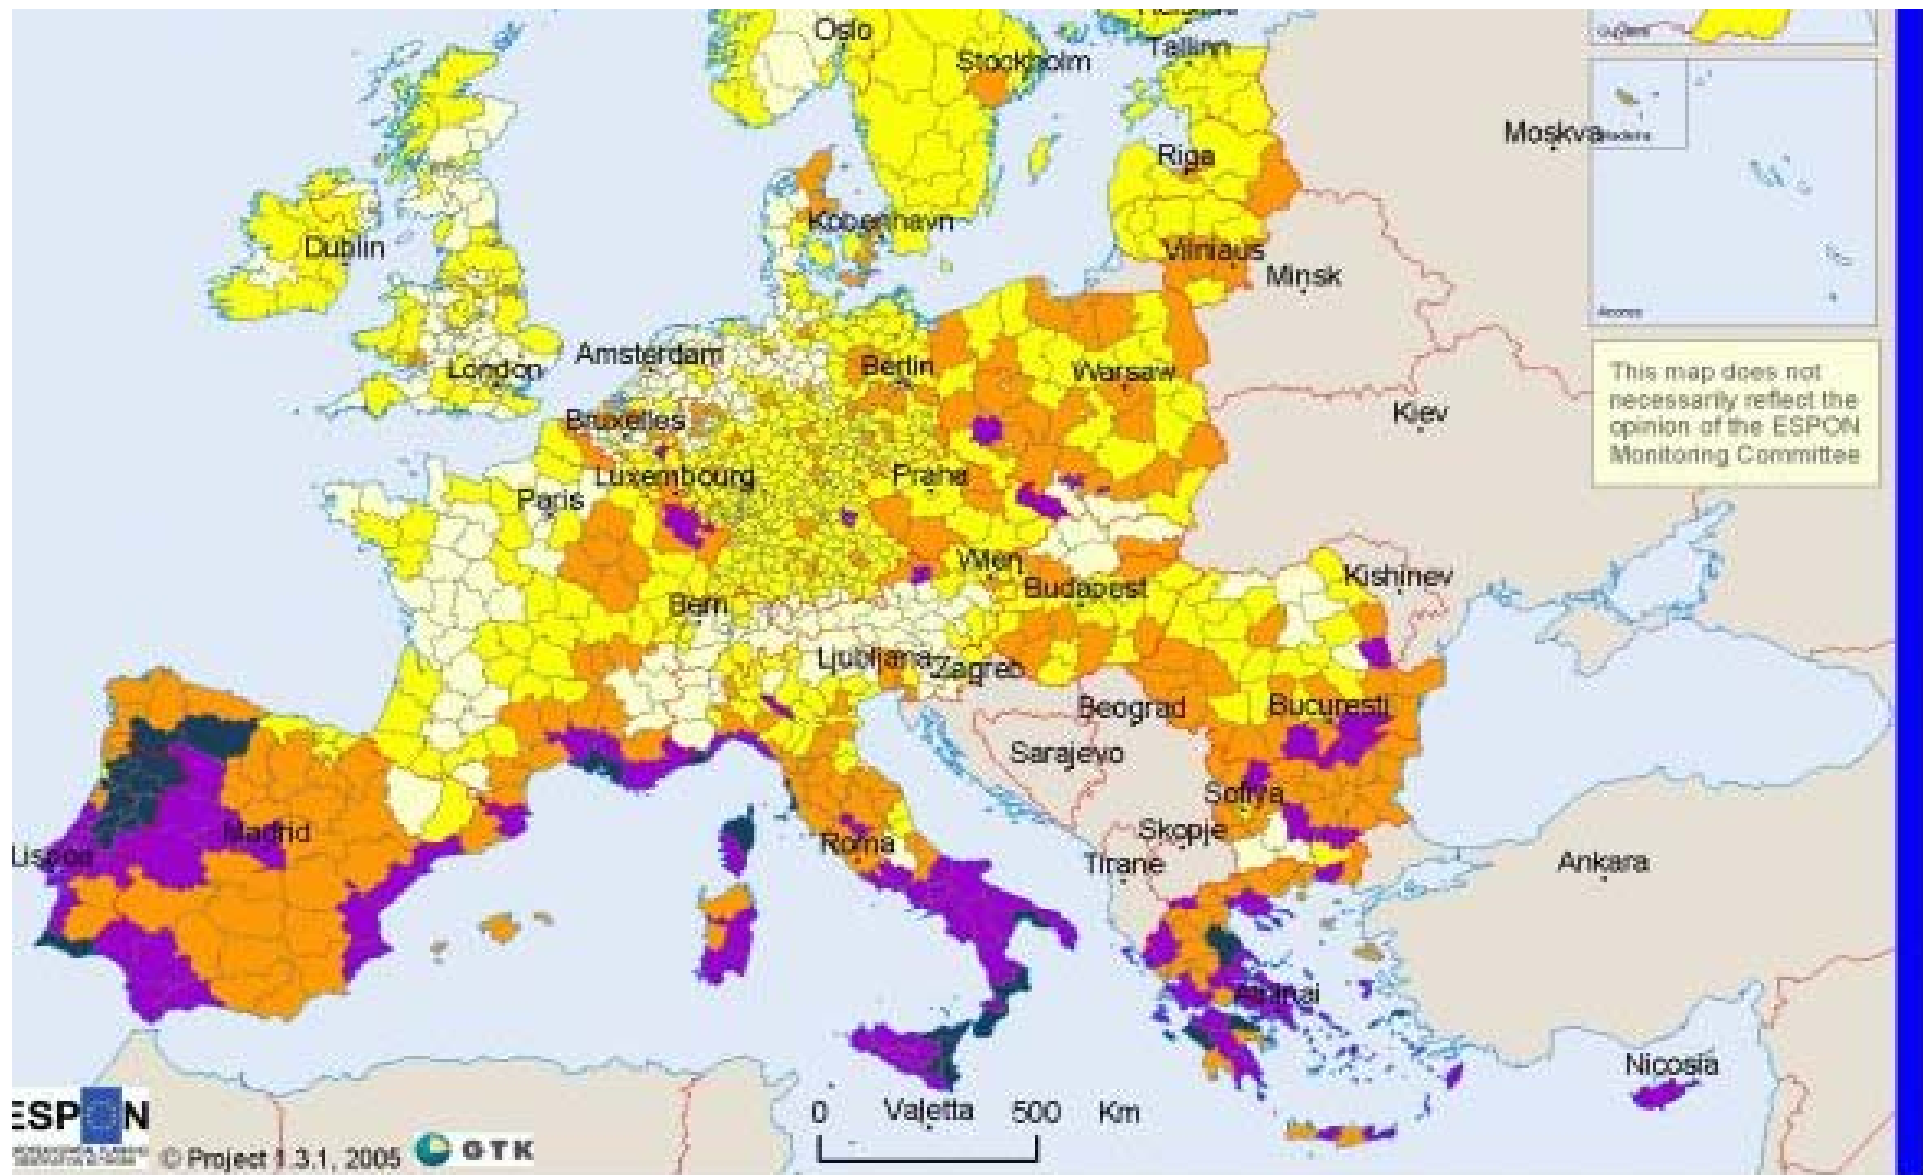 Oslo
Tallinn
Stockholm
Moskva
Riga
København
Dublin
Vilniaus
Minsk
Amsterdam
London
Berlin
Warsaw
This map does not
necessarily reflect the
opinion of the ESPON
Monitoring Committee
Kiev
Bruxelles
Luxembourg
Praha
Paris
Wien
Kishinev
Budapest
Bern
Ljubljana
Zagreb
Beograd
Bucuresti
Sarajevo
Sofiya
Madrid
Skopje
Roma
Lisboa
Tirane
Ankara
Athinai
Nicosia
ESPON
0 Valetta 500 Km
© Project 1.3.1, 2005
GTK